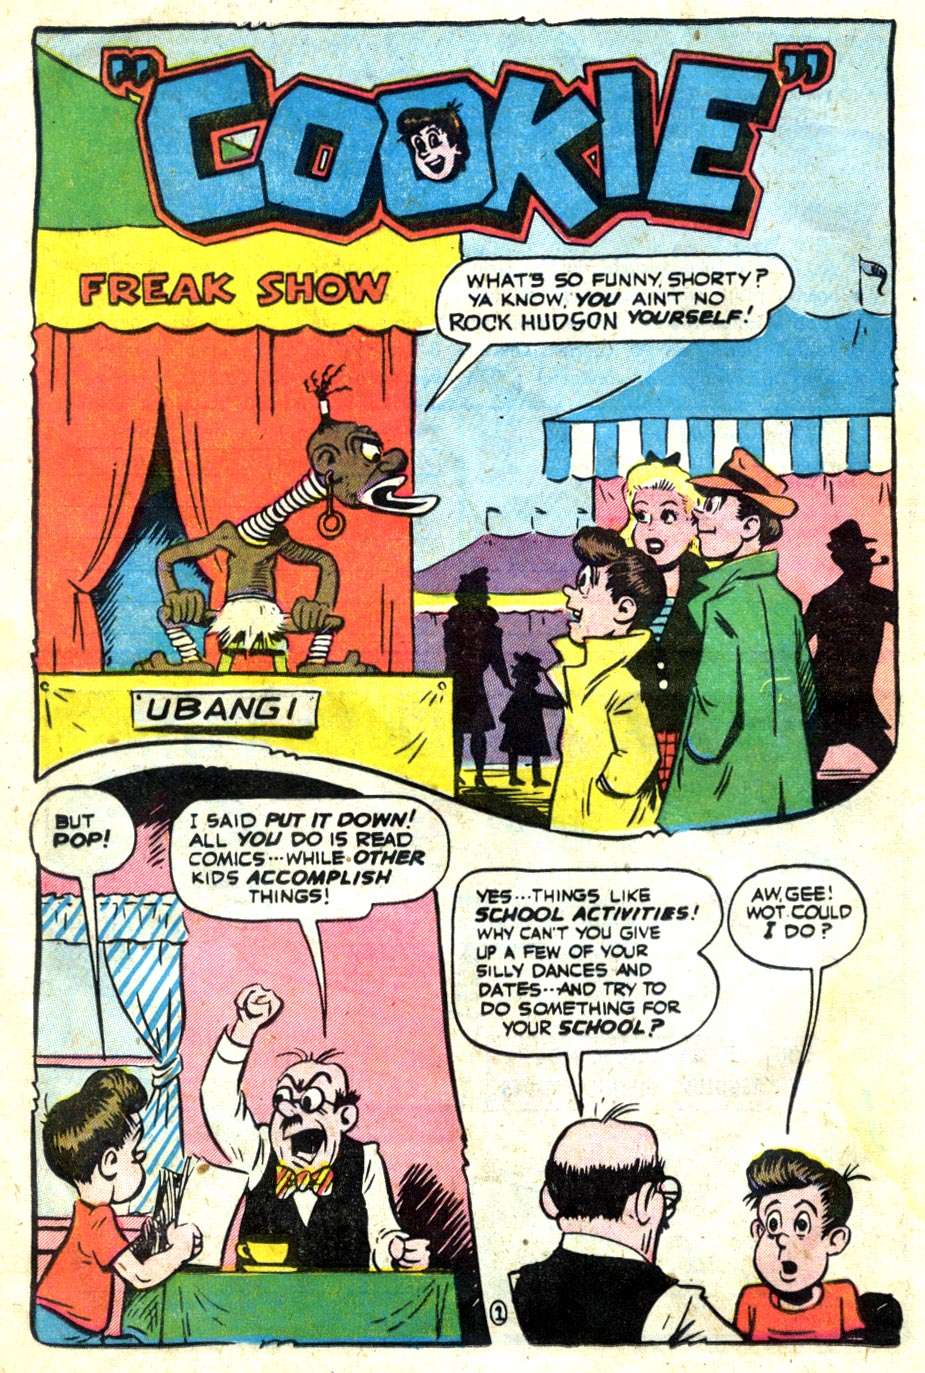 "COOKIE"
FREAK SHOW
WHAT'S SO FUNNY, SHORTY?
YA KNOW, YOU AIN'T NO
ROCK HUDSON YOURSELF!
'UBANGI'
BUT
POP!
I SAID PUT IT DOWN!
ALL YOU DO IS READ
COMICS---WHILE OTHER
KIDS ACCOMPLISH
THINGS!
YES---THINGS LIKE
SCHOOL ACTIVITIES!
WHY CAN'T YOU GIVE
UP A FEW OF YOUR
SILLY DANCES AND
DATES---AND TRY TO
DO SOMETHING FOR
YOUR SCHOOL?
AW, GEE!
WOT COULD
I DO?
1